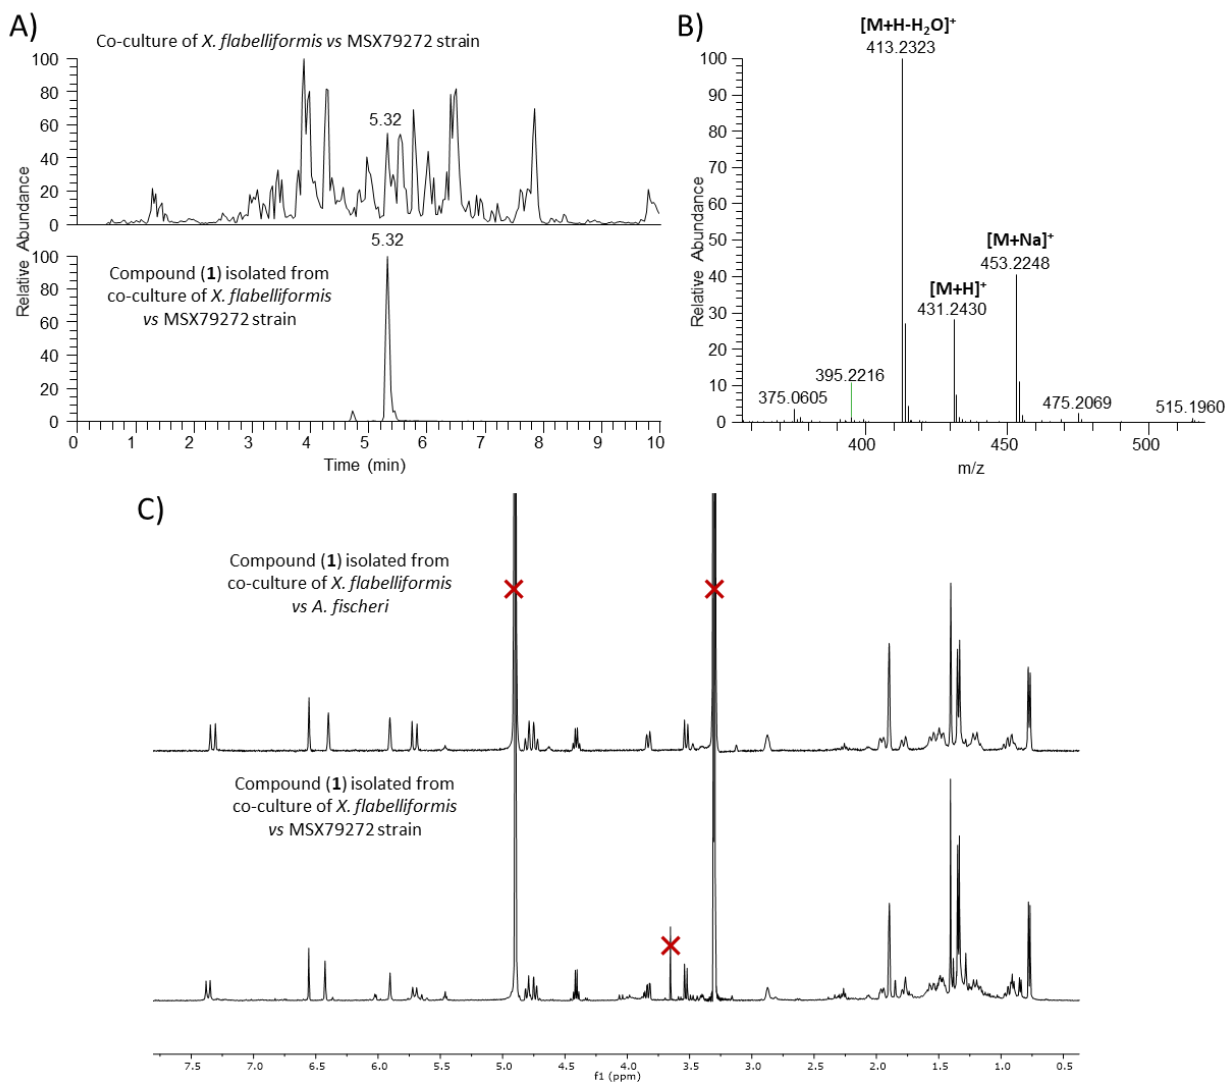 A)
Co-culture of X. flabelliformis vs MSX79272 strain
100
80
60
40
20
0
5.32
5.32
Relative Abundance
Compound (1) isolated from
co-culture of X. flabelliformis
vs MSX79272 strain
100
80
60
40
20
0
0 1 2 3 4 5 6 7 8 9 10
Time (min)
B)
[M+H-H₂O]⁺
413.2323
[M+Na]⁺
453.2248
[M+H]⁺
431.2430
395.2216
375.0605
475.2069
515.1960
100
90
80
70
60
50
40
30
20
10
0
Relative Abundance
400 450 500
m/z
C)
Compound (1) isolated from
co-culture of X. flabelliformis
vs A. fischeri
Compound (1) isolated from
co-culture of X. flabelliformis
vs MSX79272 strain
7.5 7.0 6.5 6.0 5.5 5.0 4.5 4.0 3.5 3.0 2.5 2.0 1.5 1.0 0.5
f1 (ppm)